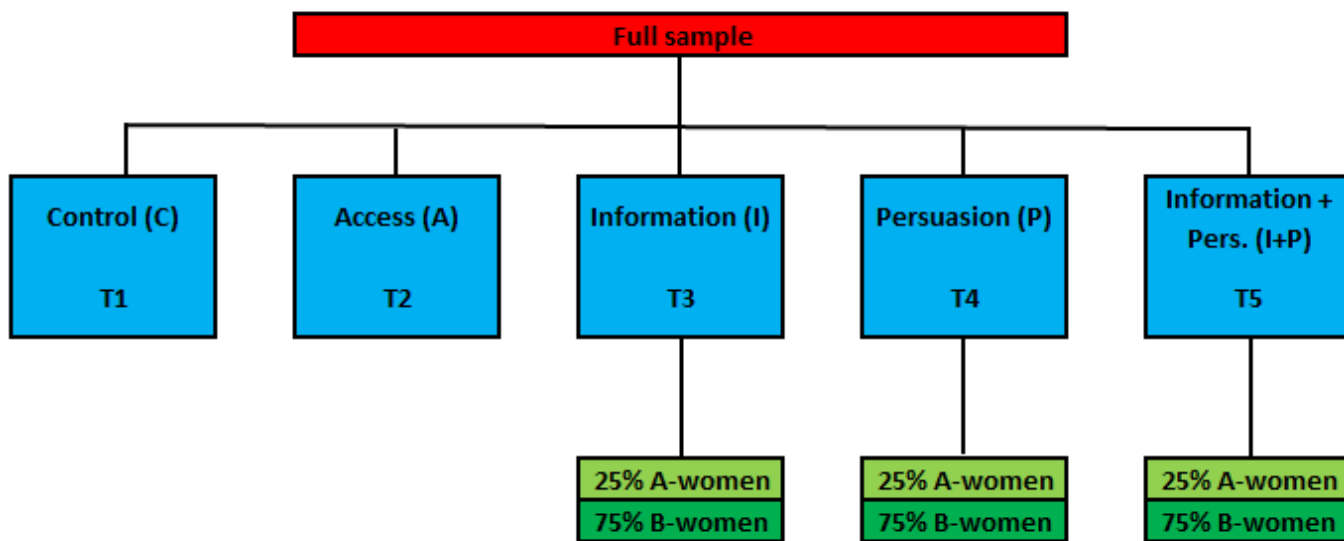 Full sample
Control (C)
T1
Access (A)
T2
Information (I)
T3
Persuasion (P)
T4
Information +
Pers. (I+P)
T5
25% A-women
75% B-women
25% A-women
75% B-women
25% A-women
75% B-women